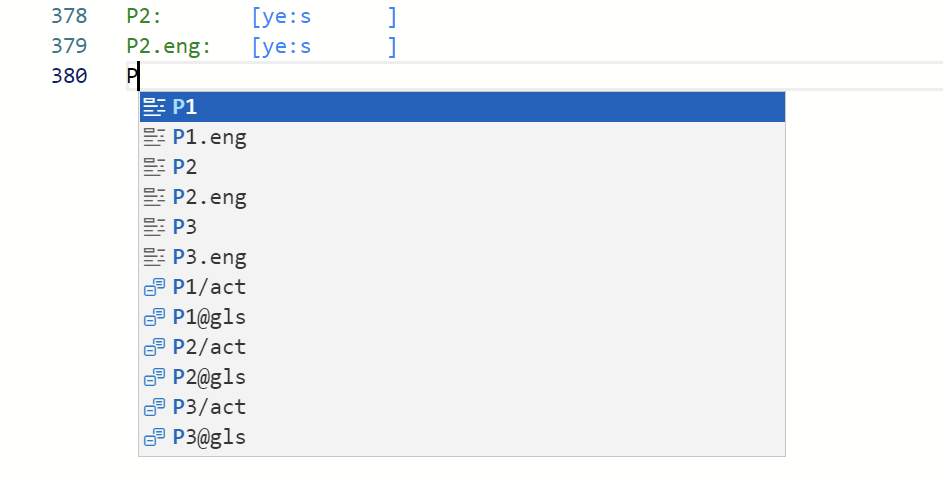 378 P2: [ye:s ]
379 P2.eng: [ye:s ]
380 P
P1
P1.eng
P2
P2.eng
P3
P3.eng
P1/act
P1@gls
P2/act
P2@gls
P3/act
P3@gls